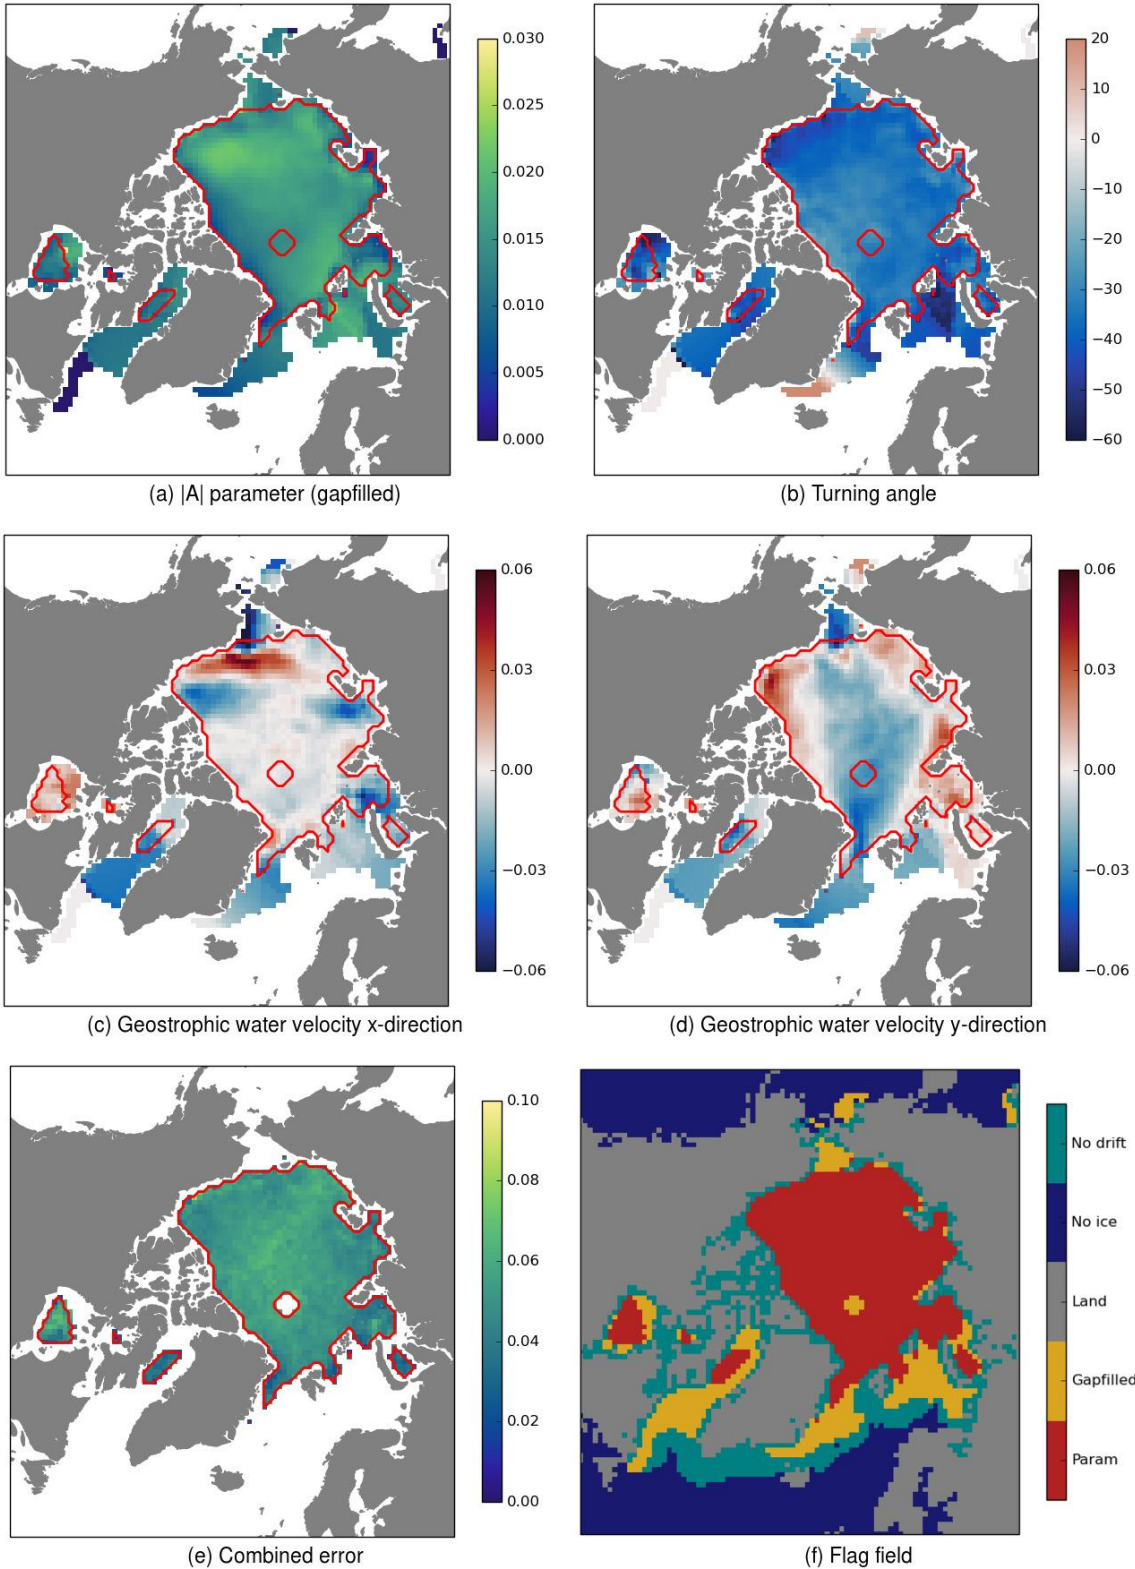 0.030
0.025
0.020
0.015
0.010
0.005
0.000
(a) |A| parameter (gapfilled)
20
10
0
−10
−20
−30
−40
−50
−60
(b) Turning angle
0.06
0.03
0.00
−0.03
−0.06
(c) Geostrophic water velocity x-direction
0.06
0.03
0.00
−0.03
−0.06
(d) Geostrophic water velocity y-direction
0.10
0.08
0.06
0.04
0.02
0.00
(e) Combined error
No drift
No ice
Land
Gapfilled
Param
(f) Flag field